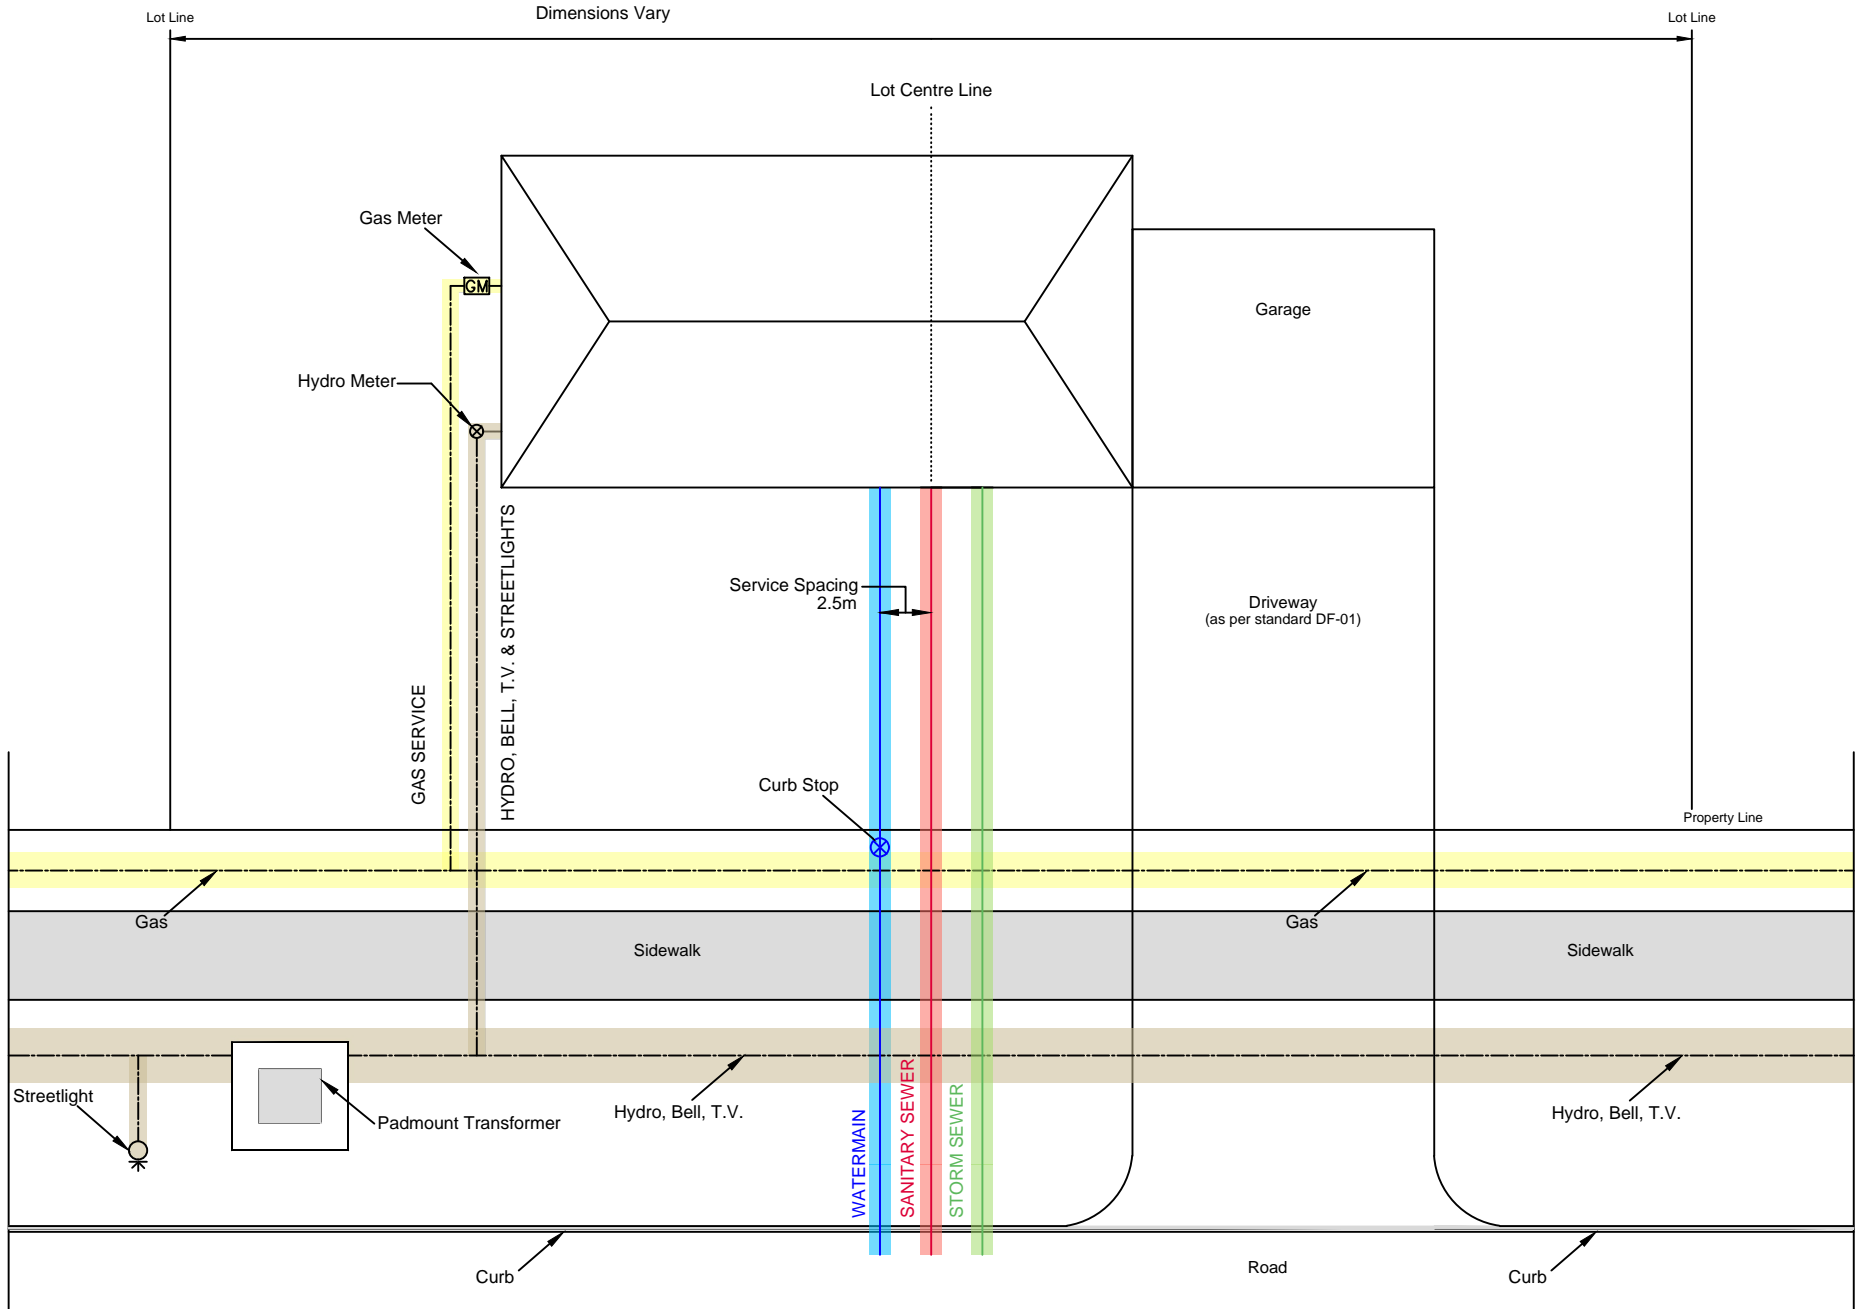 Lot Line
Dimensions Vary
Lot Line
Lot Centre Line
Gas Meter
GM
Garage
Hydro Meter
HYDRO, BELL, T.V. & STREETLIGHTS
GAS SERVICE
Service Spacing
2.5m
Driveway
(as per standard DF-01)
Curb Stop
Property Line
Gas
Gas
Sidewalk
Sidewalk
Streetlight
Padmount Transformer
Hydro, Bell, T.V.
Hydro, Bell, T.V.
WATERMAIN
SANITARY SEWER
STORM SEWER
Curb
Road
Curb